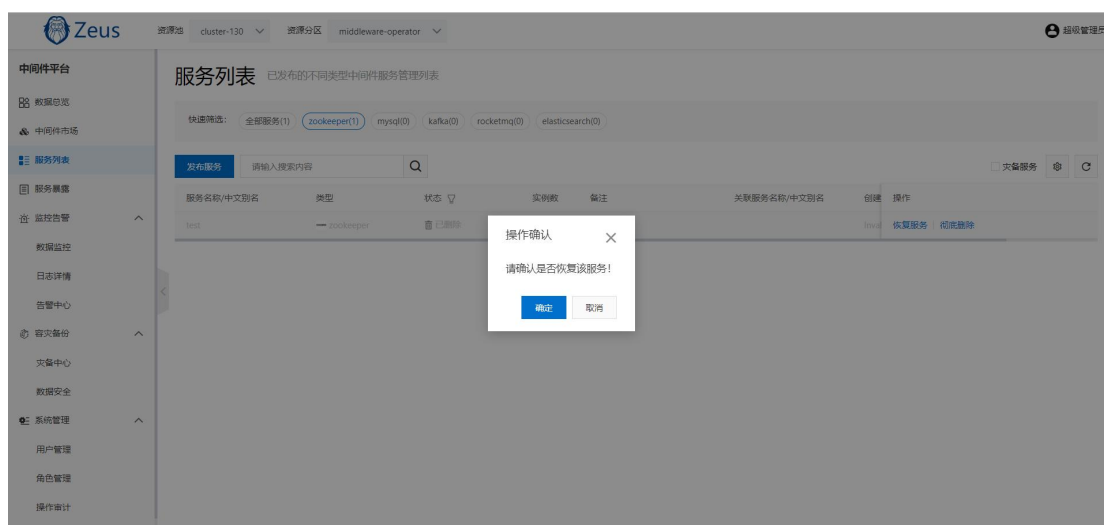 Zeus
资源池 cluster-130 资源分区 middleware-operator 超级管理员
中间件平台
数据总览
中间件市场
服务列表
服务暴露
监控告警
数据监控
日志详情
告警中心
容灾备份
灾备中心
数据安全
系统管理
用户管理
角色管理
操作审计
服务列表 已发布的不同类型中间件服务管理列表
快速筛选: 全部服务(1) zookeeper(1) mysql(0) kafka(0) rocketmq(0) elasticsearch(0)
发布服务 请输入搜索内容 灾备服务
服务名称/中文别名 类型 状态 实例数 备注 关联服务名称/中文别名 创建 操作
test zookeeper 已删除 恢复服务 彻底删除
操作确认
请确认是否恢复该服务!
确定 取消